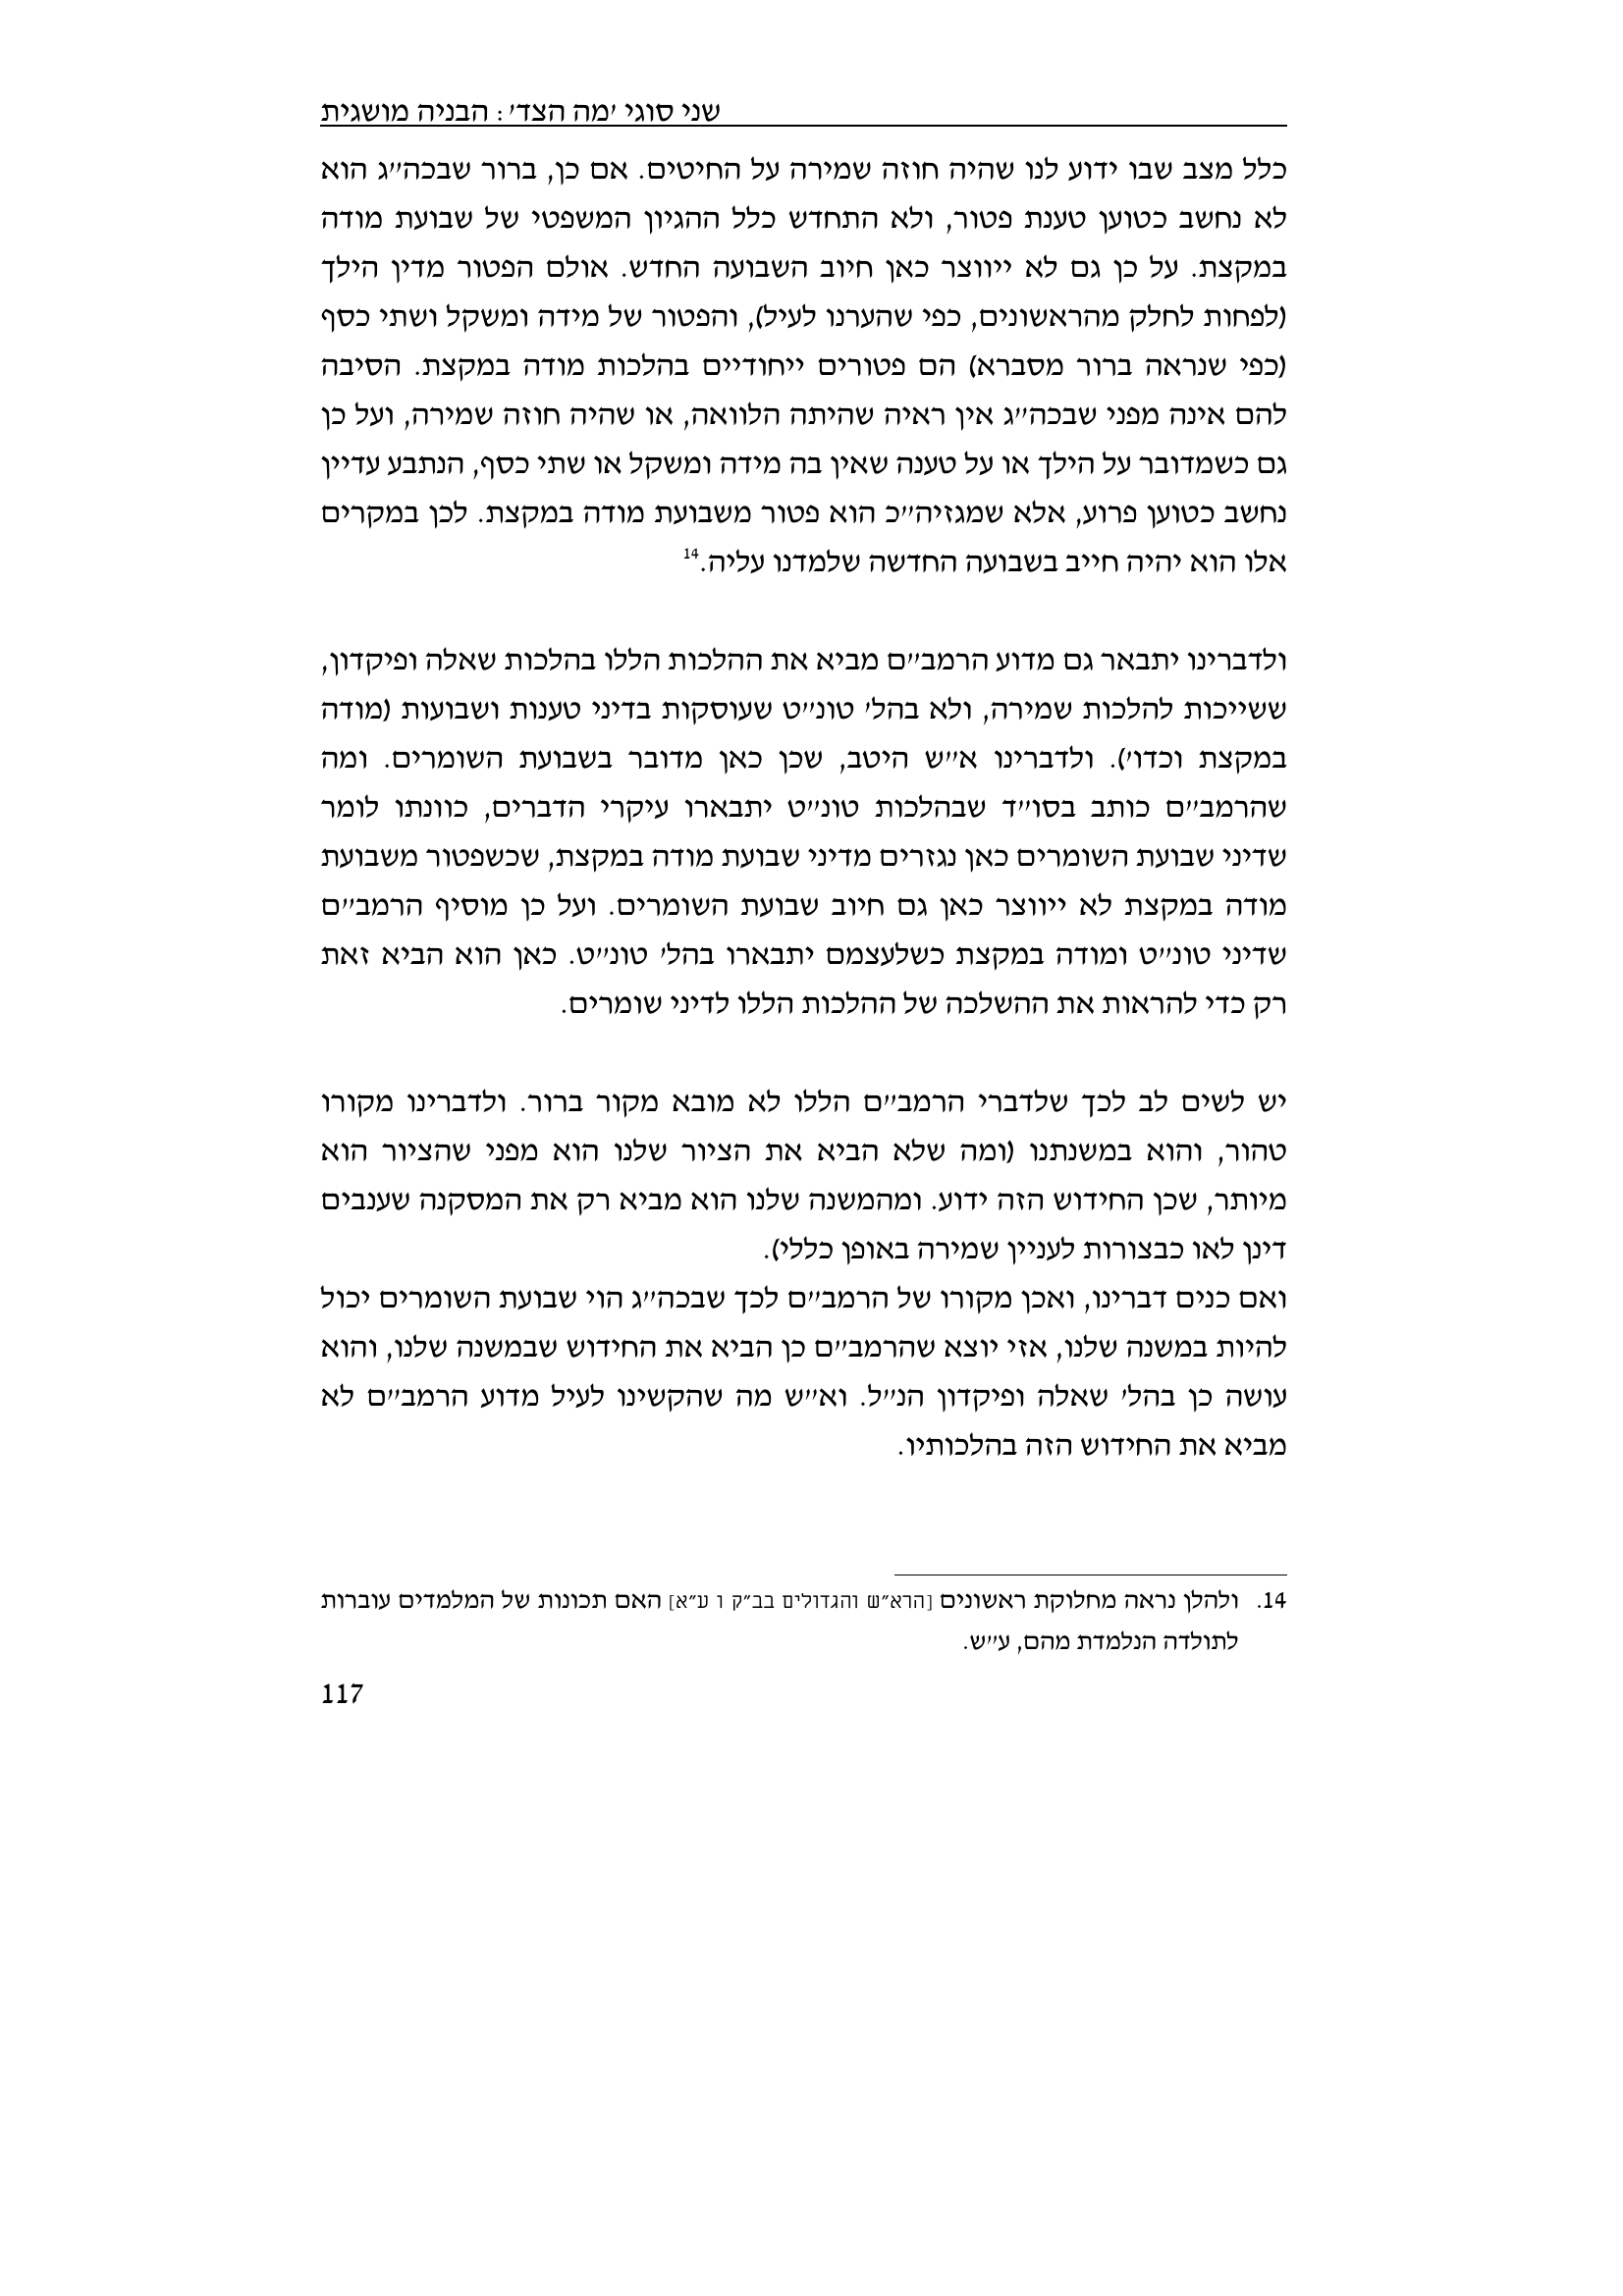 שני סוגי 'מה הצד': הבניה מושגית
כלל מצב שבו ידוע לנו שהיה חוזה שמירה על החיטים. אם כן, ברור שבכה"ג הוא
לא נחשב כטוען טענת פטור, ולא התחדש כלל ההגיון המשפטי של שבועת מודה
במקצת. על כן גם לא ייווצר כאן חיוב השבועה החדש. אולם הפטור מדין הילך
(לפחות לחלק מהראשונים, כפי שהערנו לעיל), והפטור של מידה ומשקל ושתי כסף
(כפי שנראה ברור מסברא) הם פטורים ייחודיים בהלכות מודה במקצת. הסיבה
להם אינה מפני שבכה"ג אין ראיה שהיתה הלוואה, או שהיה חוזה שמירה, ועל כן
גם כשמדובר על הילך או על טענה שאין בה מידה ומשקל או שתי כסף, הנתבע עדיין
נחשב כטוען פרוע, אלא שמגזיה"כ הוא פטור משבועת מודה במקצת. לכן במקרים
אלו הוא יהיה חייב בשבועה החדשה שלמדנו עליה.14
ולדברינו יתבאר גם מדוע הרמב"ם מביא את ההלכות הללו בהלכות שאלה ופיקדון,
ששייכות להלכות שמירה, ולא בהל' טונ"ט שעוסקות בדיני טענות ושבועות (מודה
במקצת וכדו'). ולדברינו א"ש היטב, שכן כאן מדובר בשבועת השומרים. ומה
שהרמב"ם כותב בסו"ד שבהלכות טונ"ט יתבארו עיקרי הדברים, כוונתו לומר
שדיני שבועת השומרים כאן נגזרים מדיני שבועת מודה במקצת, שכשפטור משבועת
מודה במקצת לא ייווצר כאן גם חיוב שבועת השומרים. ועל כן מוסיף הרמב"ם
שדיני טונ"ט ומודה במקצת כשלעצמם יתבארו בהל' טונ"ט. כאן הוא הביא זאת
רק כדי להראות את ההשלכה של ההלכות הללו לדיני שומרים.
יש לשים לב לכך שלדברי הרמב"ם הללו לא מובא מקור ברור. ולדברינו מקורו
טהור, והוא במשנתנו (ומה שלא הביא את הציור שלנו הוא מפני שהציור הוא
מיותר, שכן החידוש הזה ידוע. ומהמשנה שלנו הוא מביא רק את המסקנה שענבים
דינן לאו כבצורות לעניין שמירה באופן כללי).
ואם כנים דברינו, ואכן מקורו של הרמב"ם לכך שבכה"ג הוי שבועת השומרים יכול
להיות במשנה שלנו, אזי יוצא שהרמב"ם כן הביא את החידוש שבמשנה שלנו, והוא
עושה כן בהל' שאלה ופיקדון הנ"ל. וא"ש מה שהקשינו לעיל מדוע הרמב"ם לא
מביא את החידוש הזה בהלכותיו.
14. ולהלן נראה מחלוקת ראשונים [הרא"ש והגדולים בב"ק ו ע"א] האם תכונות של המלמדים עוברות
לתולדה הנלמדת מהם, ע"ש.
117